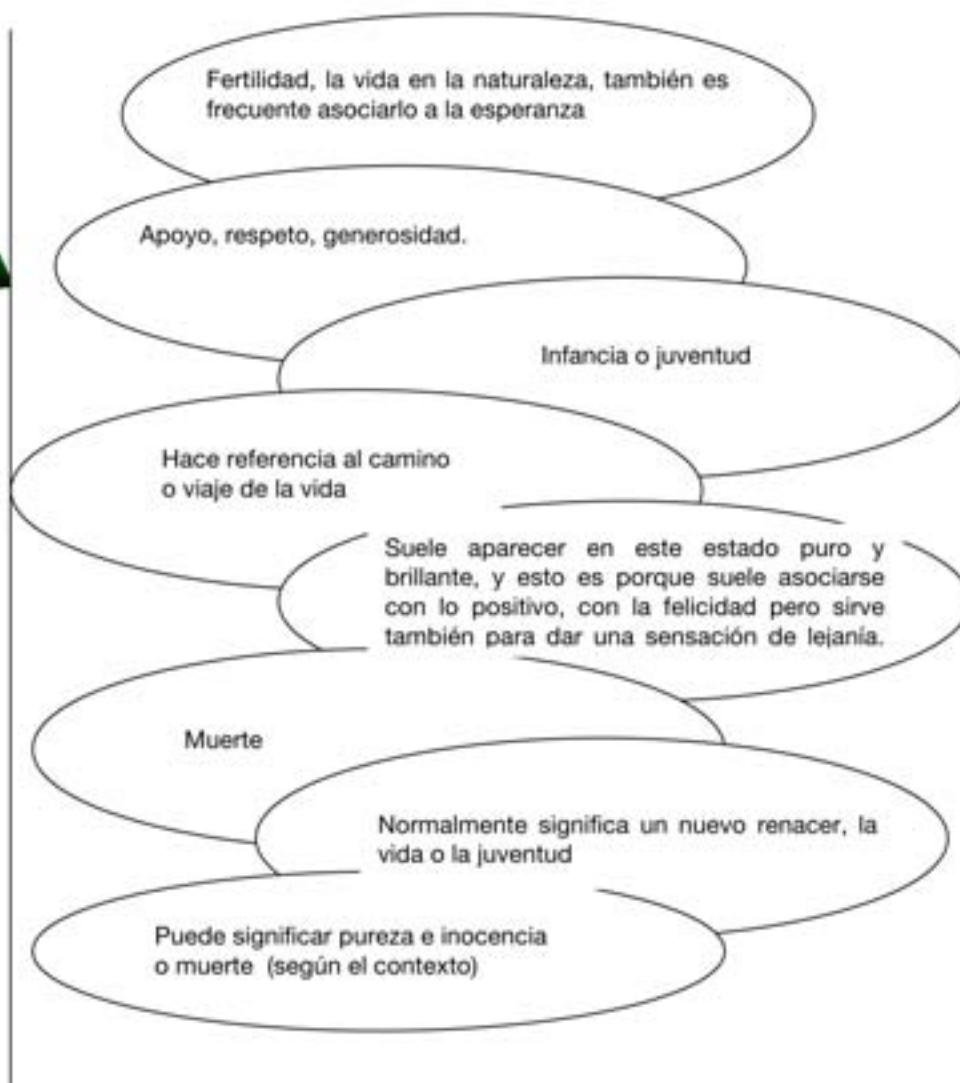 Fertilidad, la vida en la naturaleza, también es
frecuente asociarlo a la esperanza
Apoyo, respeto, generosidad.
Infancia o juventud
Hace referencia al camino
o viaje de la vida
Suele aparecer en este estado puro y
brillante, y esto es porque suele asociarse
con lo positivo, con la felicidad pero sirve
también para dar una sensación de lejanía.
Muerte
Normalmente significa un nuevo renacer, la
vida o la juventud
Puede significar pureza e inocencia
o muerte (según el contexto)